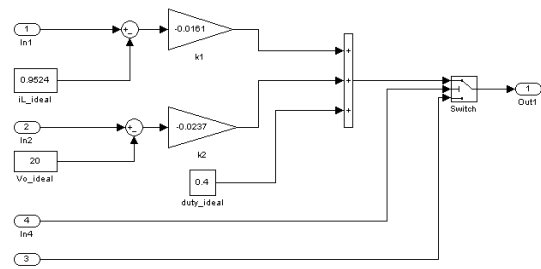 1
In1
-0.0161
k1
0.9524
iL_ideal
2
In2
-0.0237
k2
20
Vo_ideal
0.4
duty_ideal
Switch
1
Out1
4
In4
3